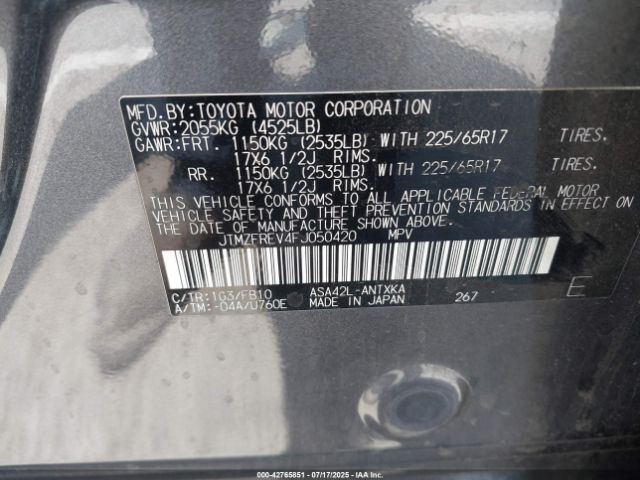 MFD.BY:TOYOTA MOTOR CORPORATION
GVWR:2055KG (4525LB)
GAWR:FRT. 1150KG (2535LB) WITH 225/65R17 TIRES.
17X6 1/2J RIMS.
RR. 1150KG (2535LB) WITH 225/65R17 TIRES.
17X6 1/2J RIMS.
THIS VEHICLE CONFORMS TO ALL APPLICABLE FEDERAL MOTOR
VEHICLE SAFETY AND THEFT PREVENTION STANDARDS IN EFFECT ON
THE DATE OF MANUFACTURE SHOWN ABOVE.
JTMZFREV4FJ050420 MPV
C/TR:1G3/FB10 ASA42L-ANTXKA
A/TM:-04A/U760E MADE IN JAPAN 267 E
000-42765851 07/17/2025 IAAI.COM